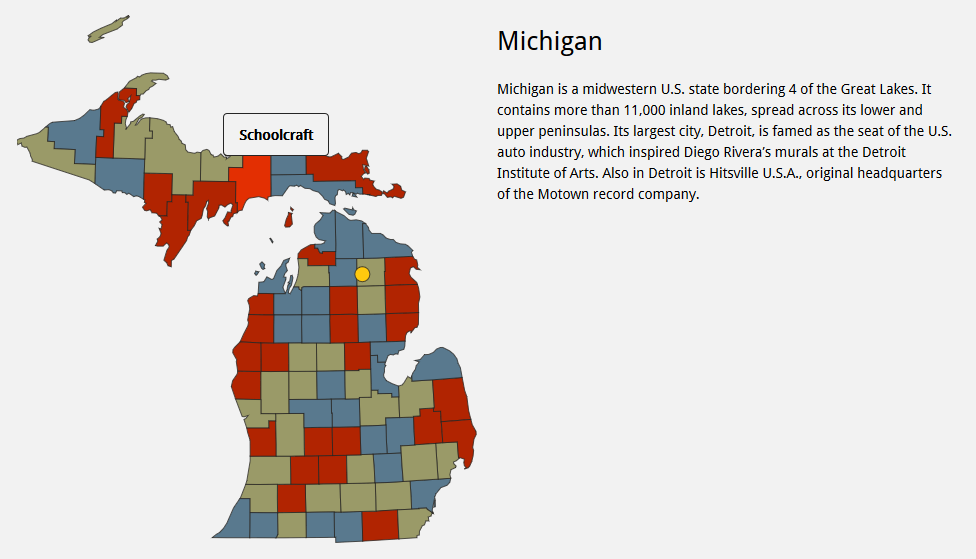 Schoolcraft
Michigan
Michigan is a midwestern U.S. state bordering 4 of the Great Lakes. It
contains more than 11,000 inland lakes, spread across its lower and
upper peninsulas. Its largest city, Detroit, is famed as the seat of the U.S.
auto industry, which inspired Diego Rivera's murals at the Detroit
Institute of Arts. Also in Detroit is Hitsville U.S.A., original headquarters
of the Motown record company.